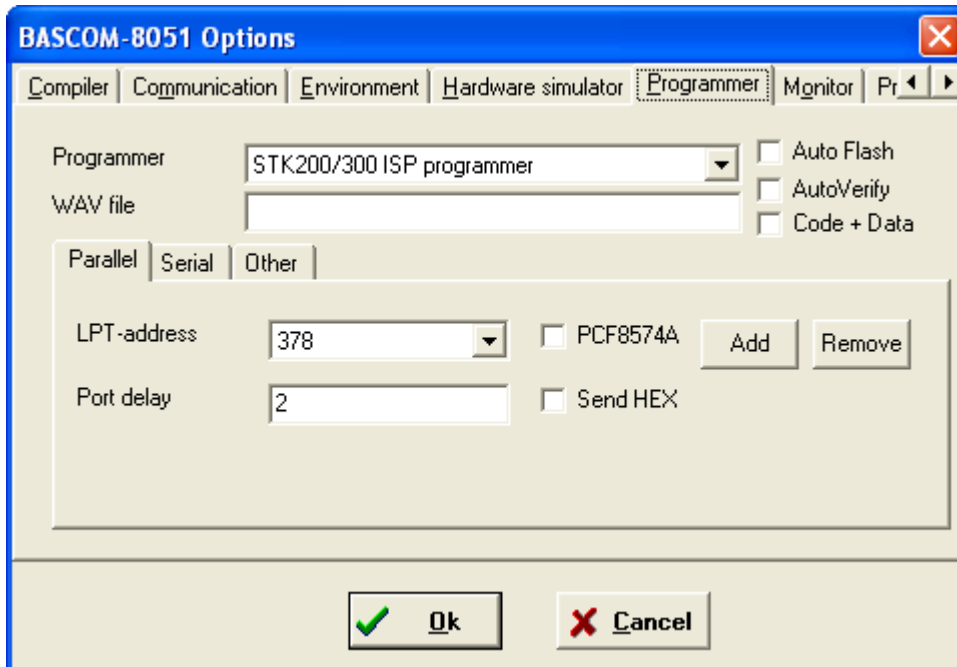 BASCOM-8051 Options
Compiler Communication Environment Hardware simulator Programmer Monitor Pr
Programmer STK200/300 ISP programmer Auto Flash
AutoVerify
WAV file
Code + Data
Parallel Serial Other
LPT-address 378 PCF8574A Add Remove
Port delay 2 Send HEX
Ok Cancel